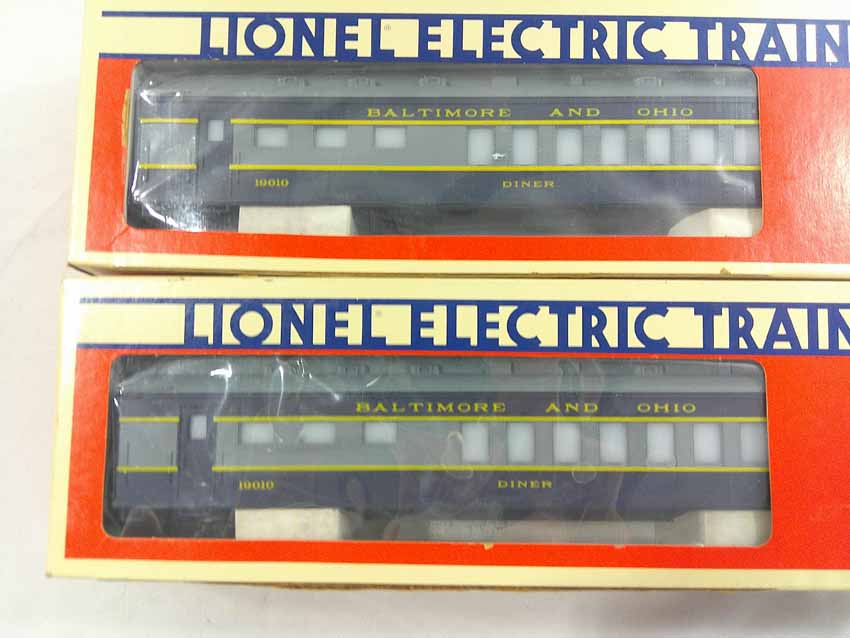 LIONEL ELECTRIC TRAIN
BALTIMORE AND OHIO
19010 DINER
LIONEL ELECTRIC TRAIN
BALTIMORE AND OHIO
19010 DINER